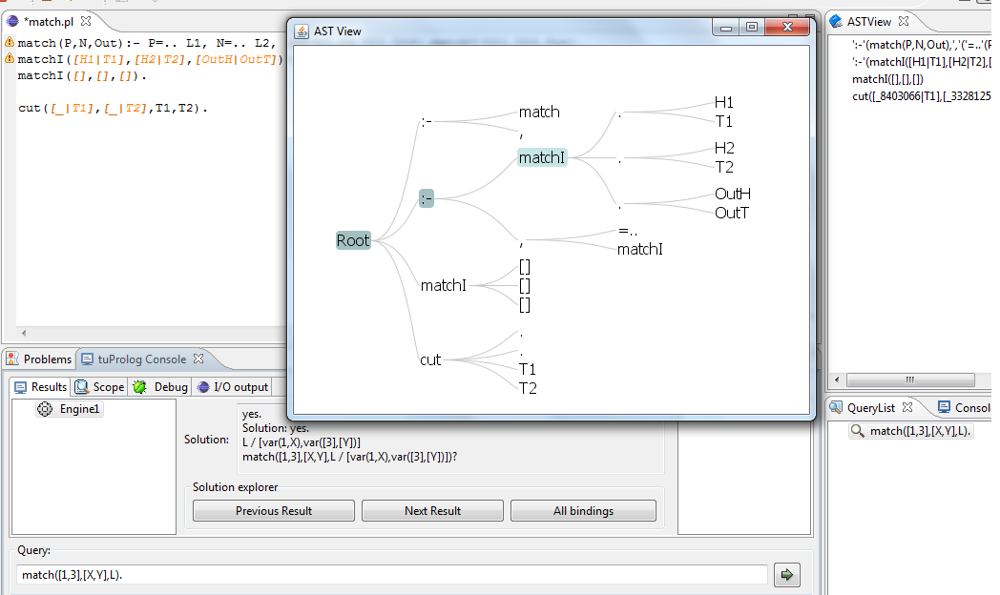 *match.pl
match(P,N,Out):- P=.. L1, N=.. L2,
matchI([H1|T1],[H2|T2],[OutH|OutT])
matchI([],[],[]).
cut([_|T1],[_|T2],T1,T2).
AST View
Root
:-
match
,
:-
matchI
.
H1
T1
.
H2
T2
.
OutH
OutT
,
=..
matchI
matchI
[]
[]
[]
cut
.
.
T1
T2
ASTView
':-'(match(P,N,Out),','('=..'(P
':-'(matchI([H1|T1],[H2|T2],[
matchI([],[],[])
cut([_8403066|T1],[_3328125
Problems
tuProlog Console
Results
Scope
Debug
I/O output
Engine1
Solution:
yes.
Solution: yes.
L / [var(1,X),var([3],[Y])]
match([1,3],[X,Y],L / [var(1,X),var([3],[Y])])?
Solution explorer
Previous Result
Next Result
All bindings
Query:
match([1,3],[X,Y],L).
QueryList
Consol
match([1,3],[X,Y],L).